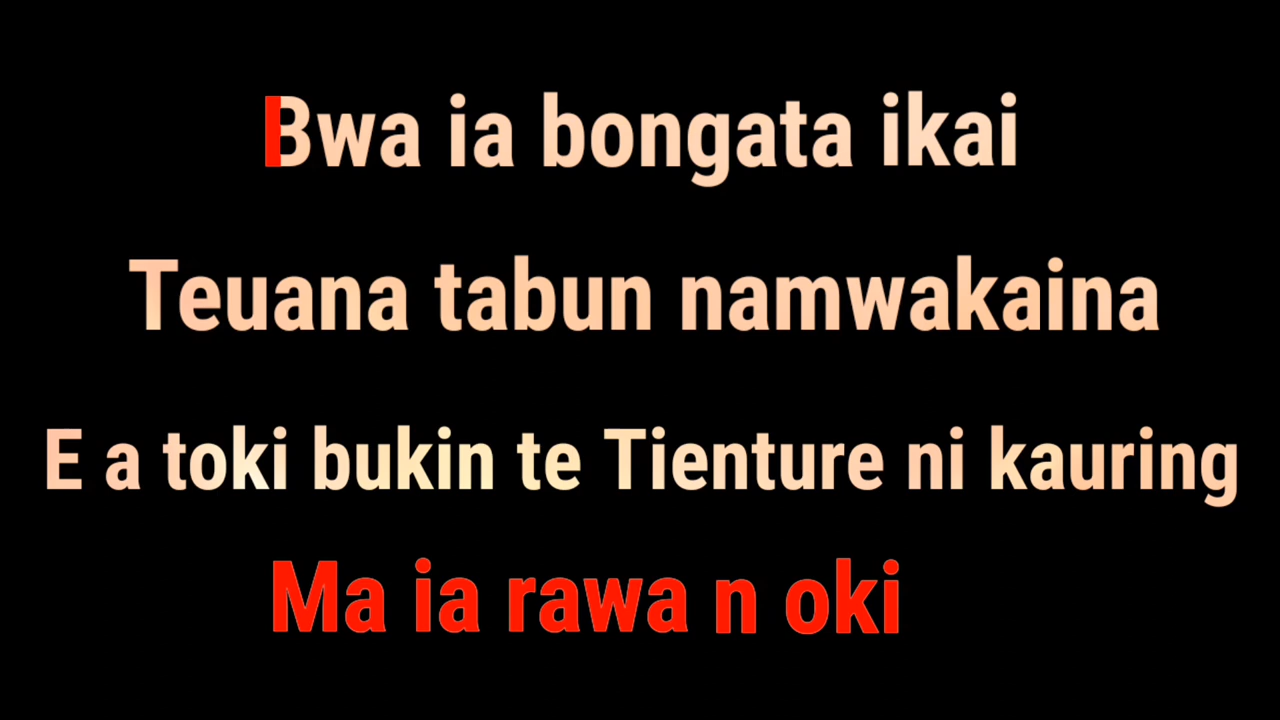 Bwa ia bongata ikai
Teuana tabun namwakaina
E a toki bukin te Tienture ni kauring
Ma ia rawa n oki